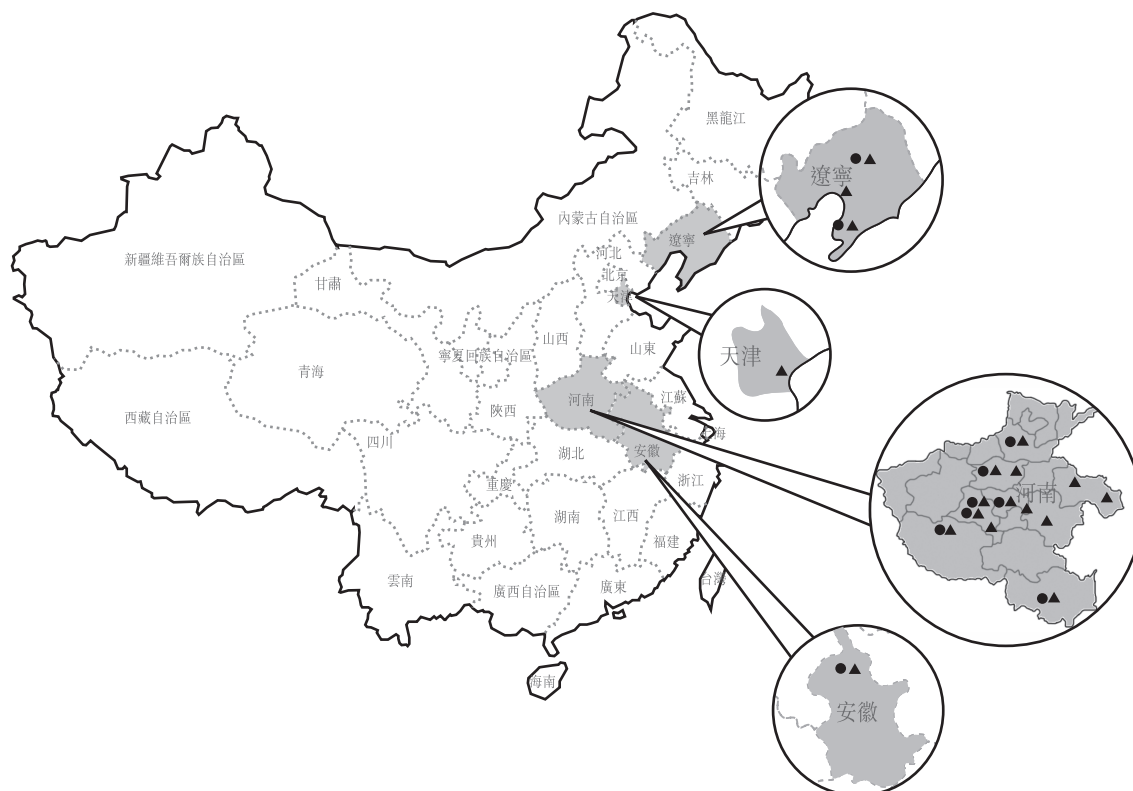 黑龍江
吉林
遼寧
內蒙古自治區
遼寧
河北
北京
天津
新疆維吾爾族自治區
甘肅
山西
山東
天津
寧夏回族自治區
青海
河南
江蘇
陝西
西藏自治區
上海
四川
安徽
湖北
浙江
重慶
河南
湖南
江西
貴州
福建
雲南
廣西自治區
廣東
台灣
海南
安徽